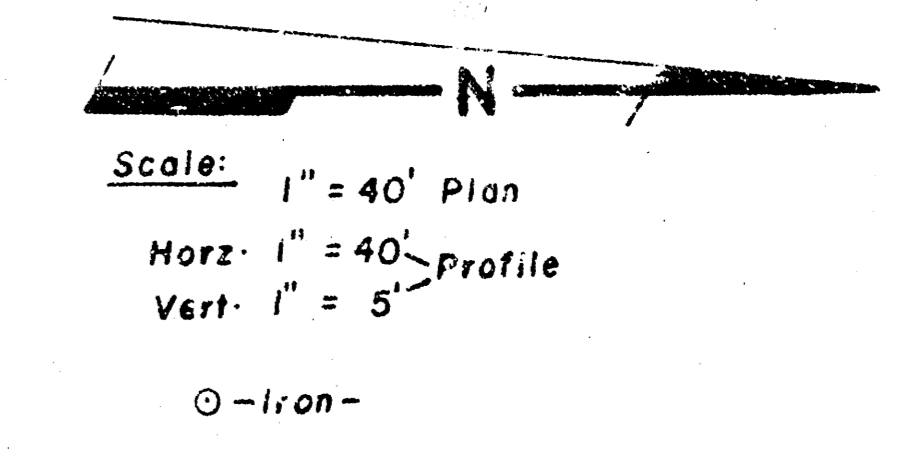 N
Scale:
1" = 40' Plan
Horz. 1" = 40' Profile
Vert. 1" = 5'
-Iron-